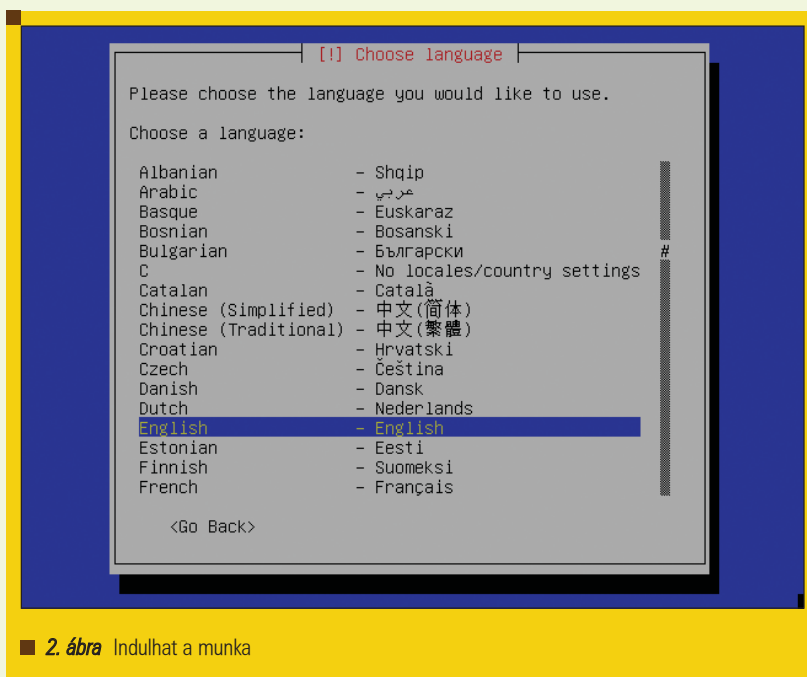 [!] Choose language
Please choose the language you would like to use.
Choose a language:
Albanian - Shqip
Arabic - عربي
Basque - Euskaraz
Bosnian - Bosanski
Bulgarian - Български
C - No locales/country settings
Catalan - Català
Chinese (Simplified) - 中文(简体)
Chinese (Traditional) - 中文(繁體)
Croatian - Hrvatski
Czech - Čeština
Danish - Dansk
Dutch - Nederlands
English - English
Estonian - Eesti
Finnish - Suomeksi
French - Français
#
<Go Back>
2. ábra Indulhat a munka